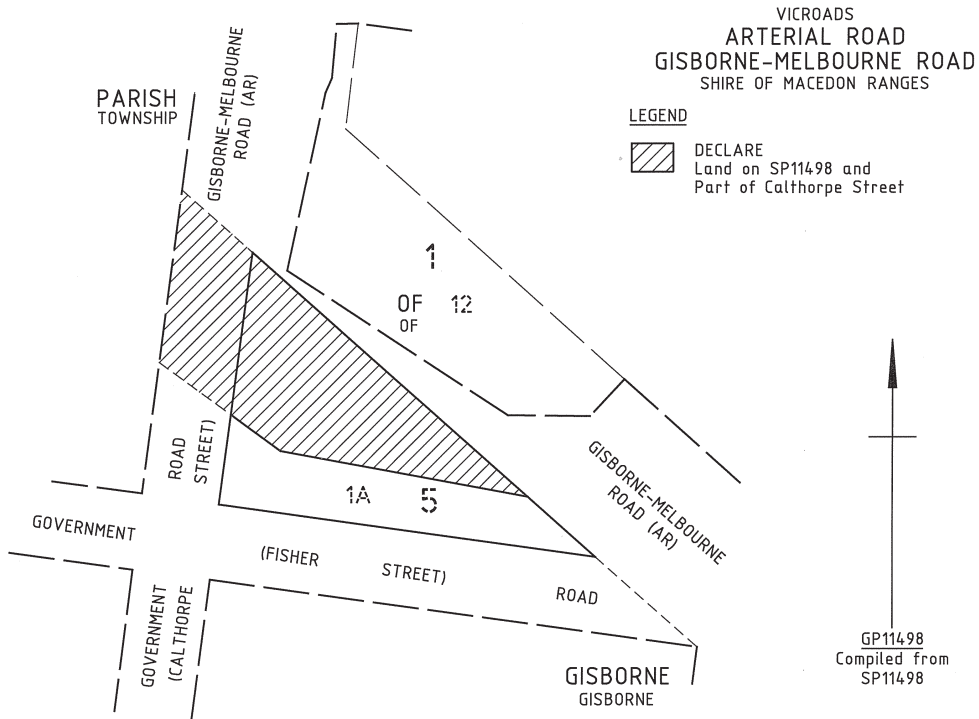 VICROADS
ARTERIAL ROAD
GISBORNE-MELBOURNE ROAD
SHIRE OF MACEDON RANGES
LEGEND
DECLARE
Land on SP11498 and
Part of Calthorpe Street
PARISH
TOWNSHIP
GISBORNE-MELBOURNE
ROAD (AR)
1
OF 12
OF
ROAD
STREET)
1A 5
GISBORNE-MELBOURNE
ROAD (AR)
GOVERNMENT
(FISHER STREET)
ROAD
GOVERNMENT
(CALTHORPE
GISBORNE
GISBORNE
GP11498
Compiled from
SP11498